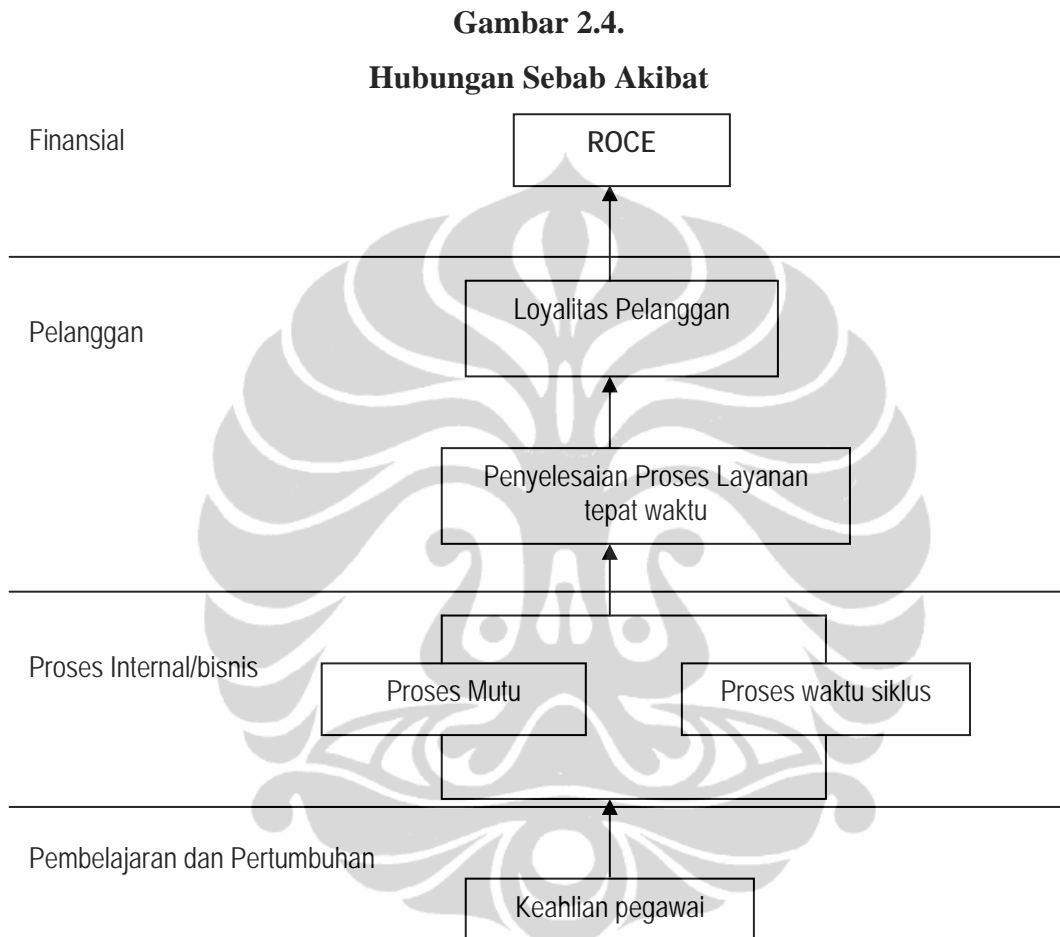 Gambar 2.4.
Hubungan Sebab Akibat
Finansial
ROCE
Pelanggan
Loyalitas Pelanggan
Penyelesaian Proses Layanan
tepat waktu
Proses Internal/bisnis
Proses Mutu
Proses waktu siklus
Pembelajaran dan Pertumbuhan
Keahlian pegawai